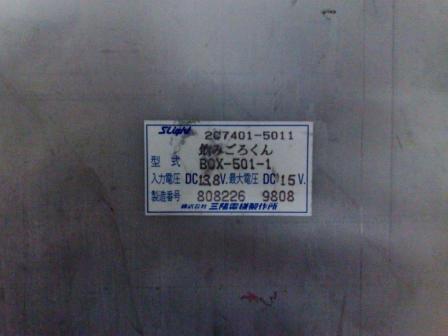 SLight 2C7401-5011
飲みごろくん
型式 BOX-501-1
入力電圧 DC13.8V. 最大電圧 DC15V.
製造番号 808226 9808
株式会社 三陽電機製作所